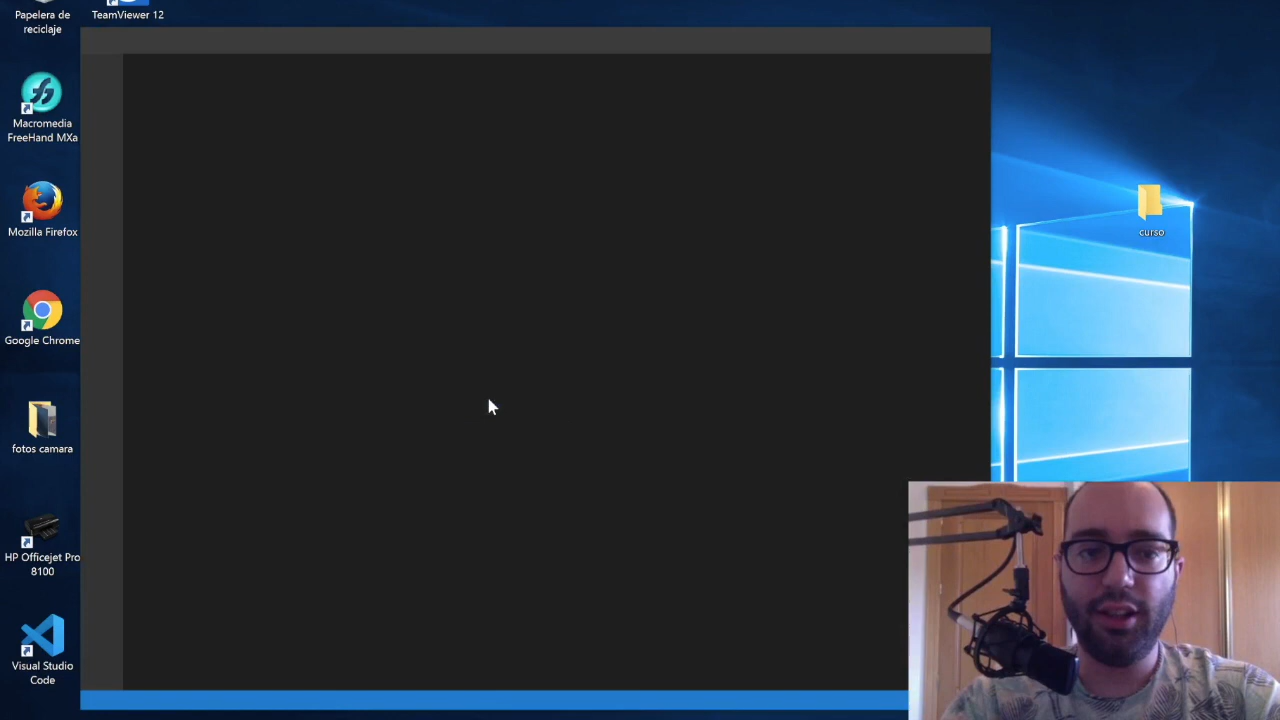 Papelera de
reciclaje
TeamViewer 12
Macromedia
FreeHand MXa
Mozilla Firefox
Google Chrome
fotos camara
HP Officejet Pro
8100
Visual Studio
Code
curso